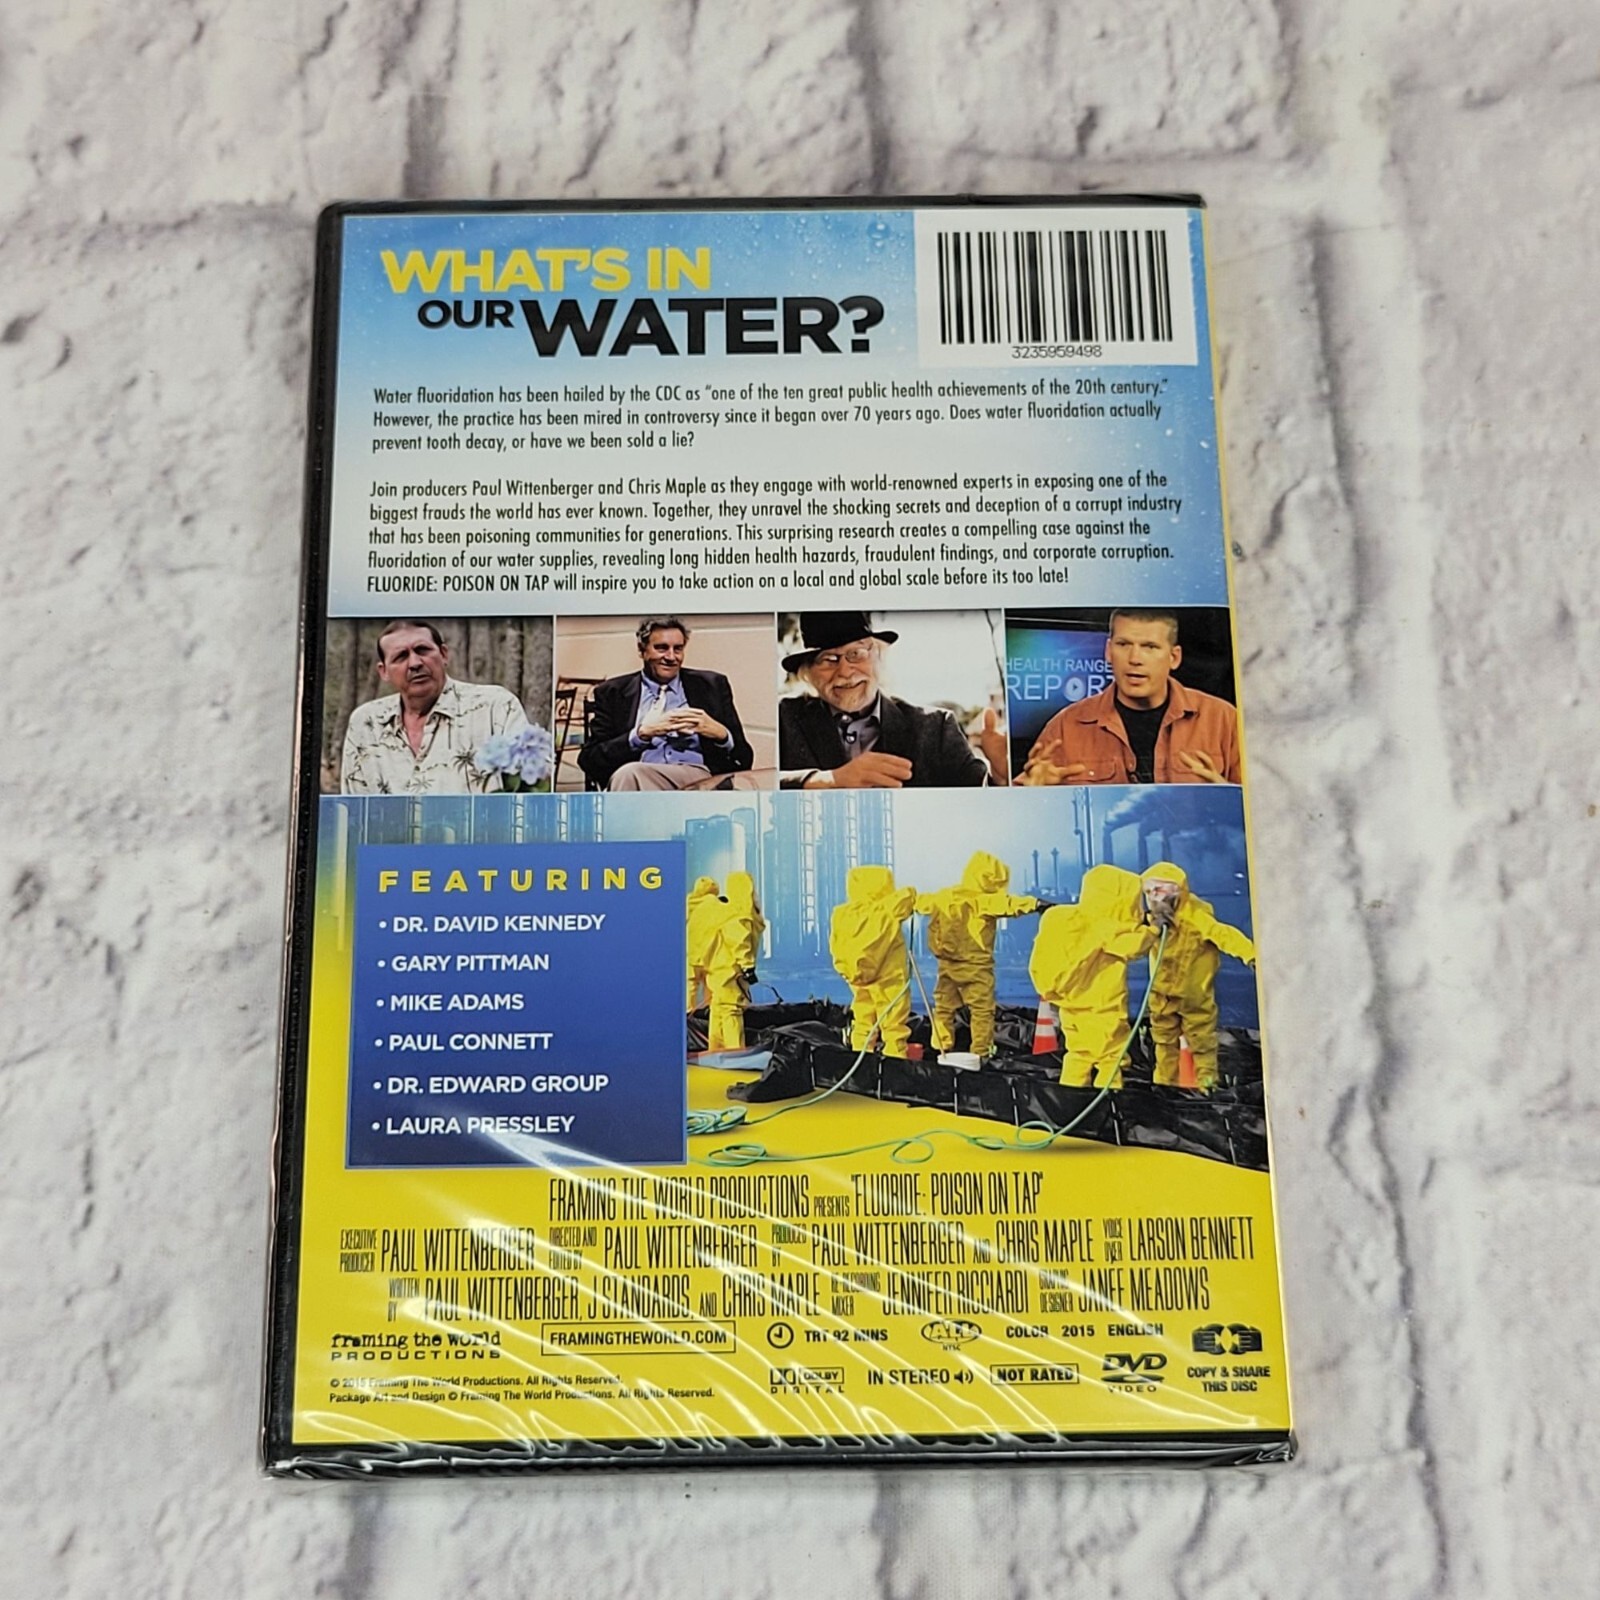 WHAT'S IN
OUR WATER?
3235959498
Water fluoridation has been hailed by the CDC as "one of the ten great public health achievements of the 20th century."
However, the practice has been mired in controversy since it began over 70 years ago. Does water fluoridation actually
prevent tooth decay, or have we been sold a lie?
Join producers Paul Wittenberger and Chris Maple as they engage with world-renowned experts in exposing one of the
biggest frauds the world has ever known. Together, they unravel the shocking secrets and deception of a corrupt industry
that has been poisoning communities for generations. This surprising research creates a compelling case against the
fluoridation of our water supplies, revealing long hidden health hazards, fraudulent findings, and corporate corruption.
FLUORIDE: POISON ON TAP will inspire you to take action on a local and global scale before its too late!
HEALTH RANGE
REPORT
FEATURING
• DR. DAVID KENNEDY
• GARY PITTMAN
• MIKE ADAMS
• PAUL CONNETT
• DR. EDWARD GROUP
• LAURA PRESSLEY
FRAMING THE WORLD PRODUCTIONS PRESENTS "FLUORIDE: POISON ON TAP"
EXECUTIVE PRODUCER PAUL WITTENBERGER DIRECTED AND EDITED BY PAUL WITTENBERGER PRODUCED BY PAUL WITTENBERGER AND CHRIS MAPLE VOICE OVER LARSON BENNETT
WRITTEN BY PAUL WITTENBERGER, J STANDARDS, AND CHRIS MAPLE RE-RECORDING MIXER JENNIFER RICCIARDI GRAPHIC DESIGNER JANEE MEADOWS
framing the world
PRODUCTIONS
FRAMINGTHEWORLD.COM
TRT 92 MINS
ALL
NTSC
COLOR 2015 ENGLISH
© 2015 Framing The World Productions. All Rights Reserved.
Package Art and Design © Framing The World Productions. All Rights Reserved.
DOLBY
DIGITAL
IN STEREO
NOT RATED
DVD
VIDEO
COPY & SHARE
THIS DISC